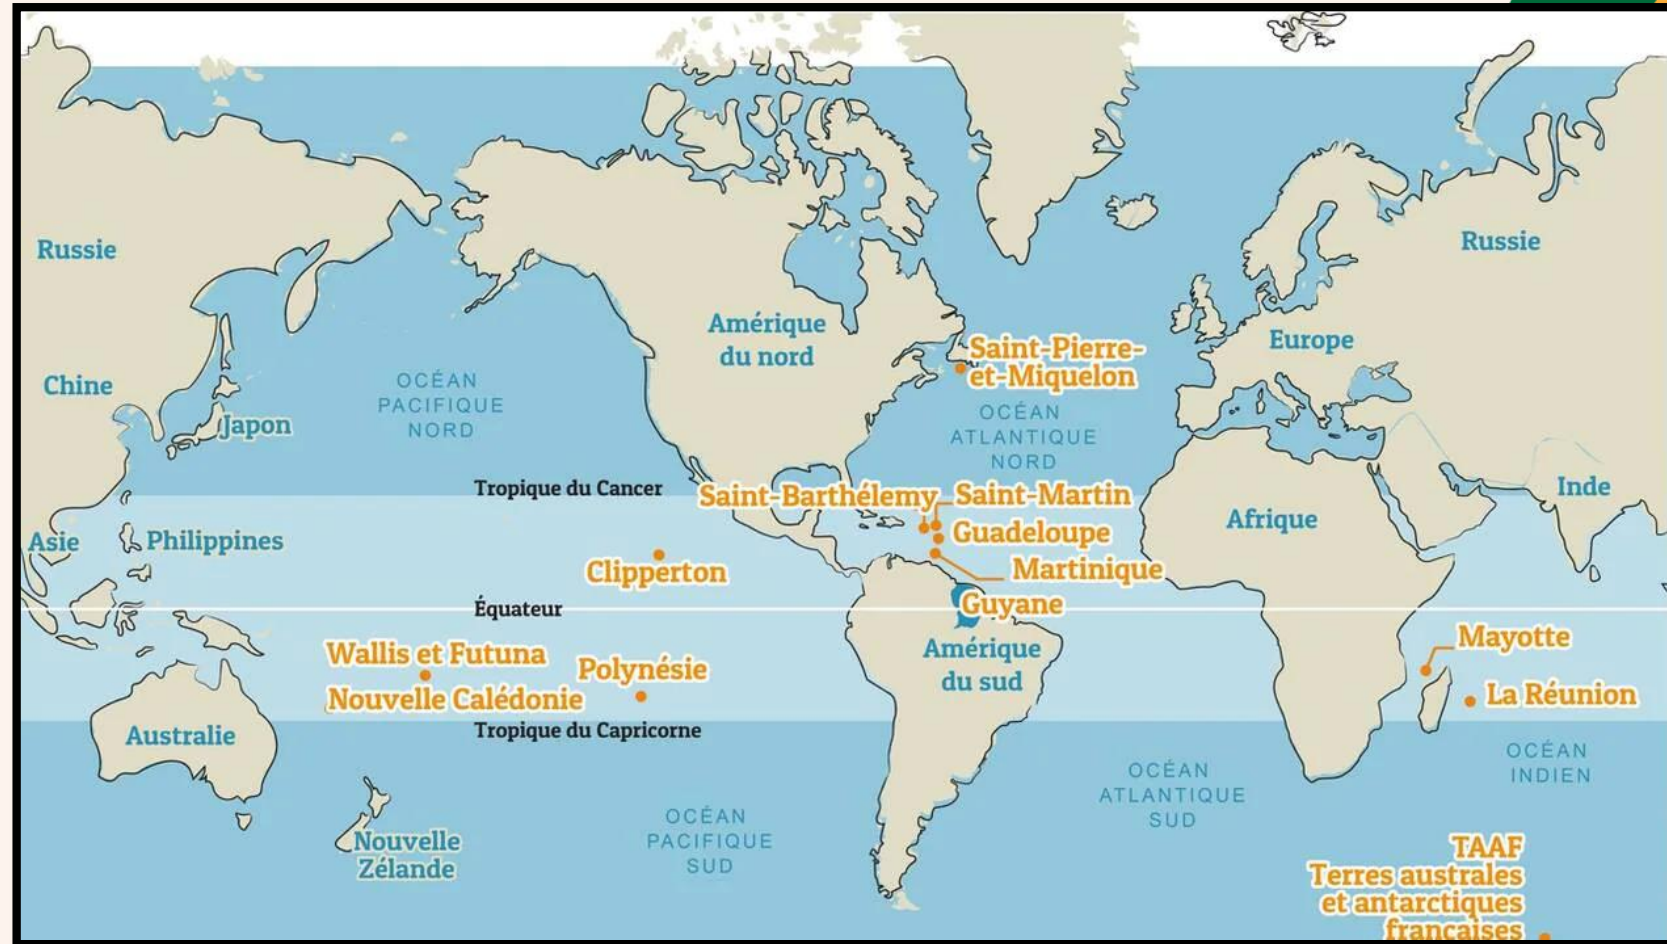 Russie
Russie
Amérique
du nord
Europe
Saint-Pierre-
et-Miquelon
Chine
OCÉAN
PACIFIQUE
NORD
OCÉAN
ATLANTIQUE
NORD
Japon
Tropique du Cancer
Saint-Barthélemy
Saint-Martin
Inde
Afrique
Guadeloupe
Asie
Philippines
Clipperton
Martinique
Équateur
Guyane
Mayotte
Wallis et Futuna
Amérique
du sud
Polynésie
Nouvelle Calédonie
La Réunion
Tropique du Capricorne
Australie
OCÉAN
INDIEN
OCÉAN
ATLANTIQUE
SUD
OCÉAN
PACIFIQUE
SUD
Nouvelle
Zélande
TAAF
Terres australes
et antarctiques
françaises